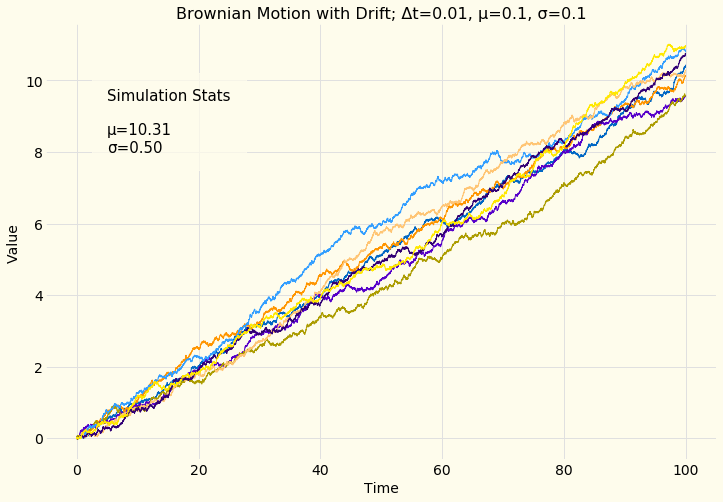 Brownian Motion with Drift; Δt=0.01, μ=0.1, σ=0.1
Simulation Stats
μ=10.31
σ=0.50
Value
10
8
6
4
2
0
0 20 40 60 80 100
Time